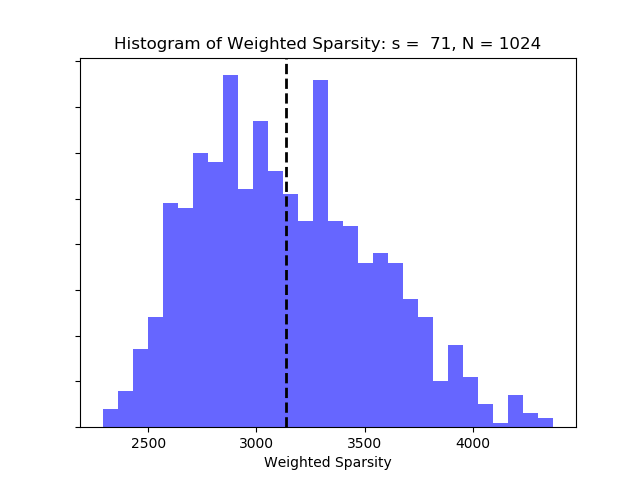 Histogram of Weighted Sparsity: s =  71, N = 1024
2500 3000 3500 4000
Weighted Sparsity